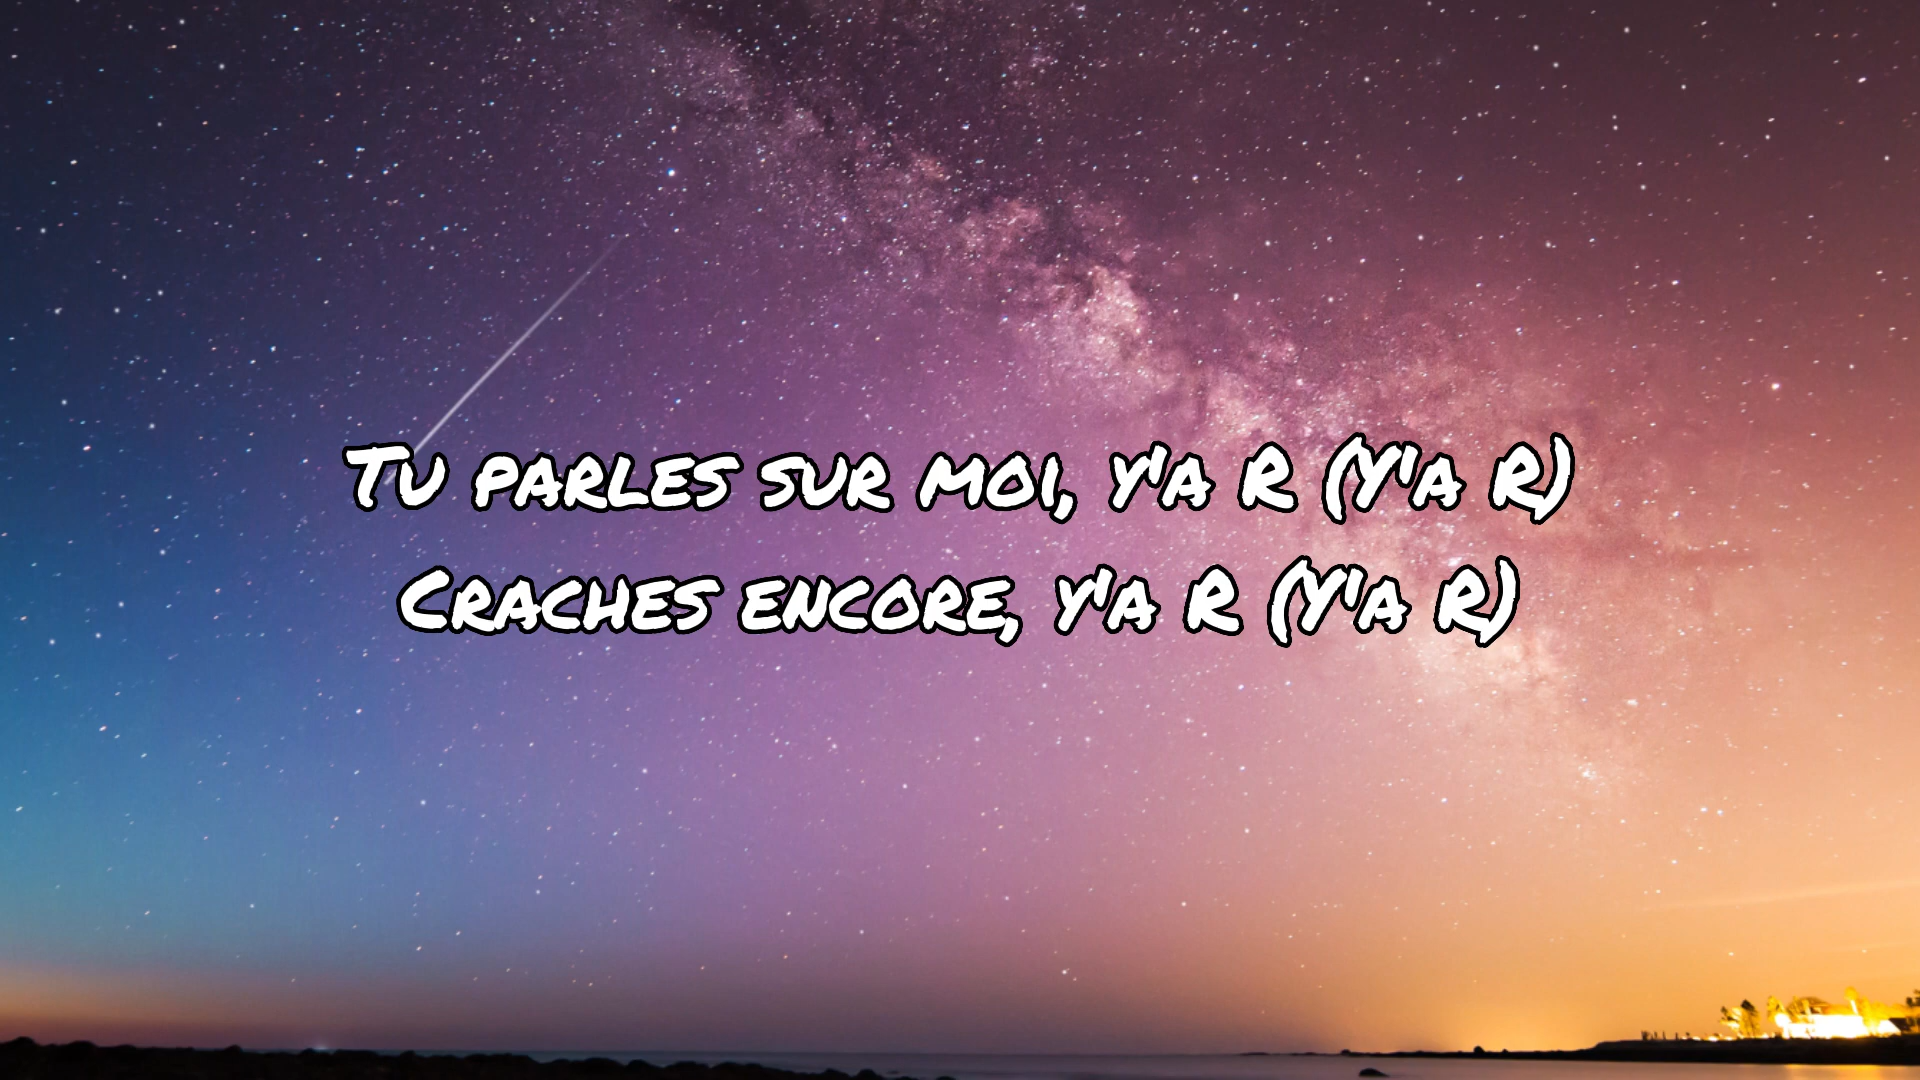 Tu parles sur moi, y'a R (Y'a R)
Craches encore, y'a R (Y'a R)